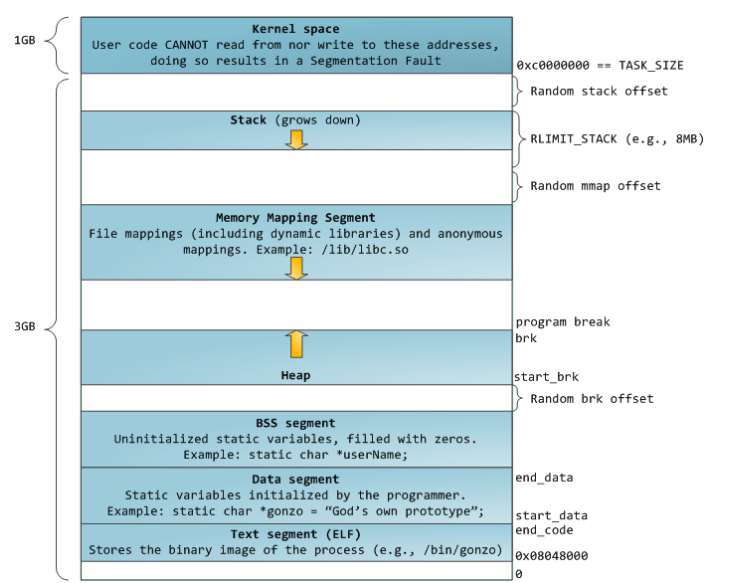 Kernel space
1GB
User code CANNOT read from nor write to these addresses,
doing so results in a Segmentation Fault
0xc0000000 == TASK_SIZE
Random stack offset
Stack (grows down)
RLIMIT_STACK (e.g., 8MB)
Random mmap offset
Memory Mapping Segment
File mappings (including dynamic libraries) and anonymous
mappings. Example: /lib/libc.so
3GB
program break
brk
Heap
start_brk
Random brk offset
BSS segment
Uninitialized static variables, filled with zeros.
Example: static char *userName;
Data segment
end_data
Static variables initialized by the programmer.
Example: static char *gonzo = “God’s own prototype”;
start_data
end_code
Text segment (ELF)
Stores the binary image of the process (e.g., /bin/gonzo)
0x08048000
0